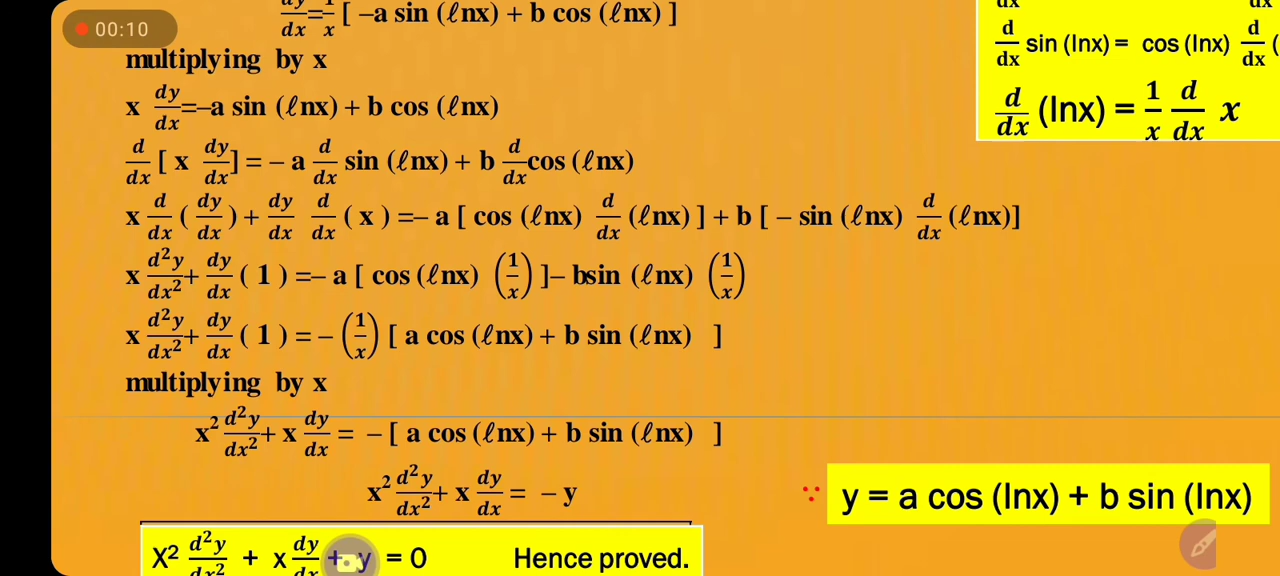 00:10
dy/dx = 1/x [ –a sin (ℓnx) + b cos (ℓnx) ]
multiplying by x
x dy/dx =–a sin (ℓnx) + b cos (ℓnx)
d/dx [ x dy/dx ] = – a d/dx sin (ℓnx) + b d/dx cos (ℓnx)
x d/dx ( dy/dx ) + dy/dx d/dx ( x ) =– a [ cos (ℓnx) d/dx (ℓnx) ] + b [ – sin (ℓnx) d/dx (ℓnx)]
x d²y/dx² + dy/dx ( 1 ) =– a [ cos (ℓnx) (1/x) ]– bsin (ℓnx) (1/x)
x d²y/dx² + dy/dx ( 1 ) = – (1/x) [ a cos (ℓnx) + b sin (ℓnx) ]
multiplying by x
x² d²y/dx² + x dy/dx = – [ a cos (ℓnx) + b sin (ℓnx) ]
x² d²y/dx² + x dy/dx = – y
∵ y = a cos (lnx) + b sin (lnx)
X² d²y/dx² + x dy/dx + y = 0 Hence proved.
dx dx
d/dx sin (lnx) = cos (lnx) d/dx (
d/dx (lnx) = 1/x d/dx x